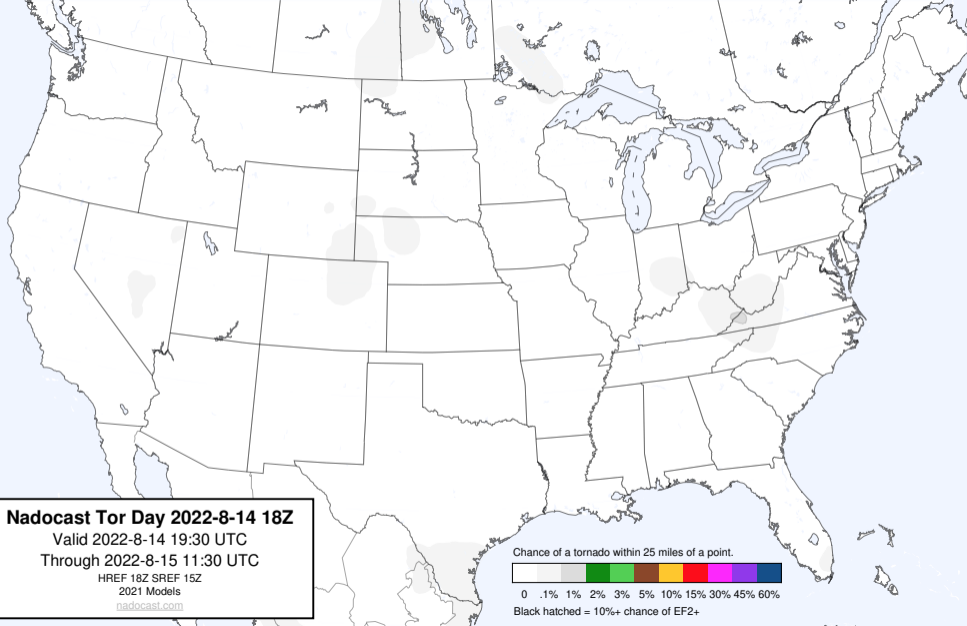 Nadocast Tor Day 2022-8-14 18Z
Valid 2022-8-14 19:30 UTC
Through 2022-8-15 11:30 UTC
HREF 18Z SREF 15Z
2021 Models
nadocast.com
Chance of a tornado within 25 miles of a point.
0 .1% 1% 2% 3% 5% 10% 15% 30% 45% 60%
Black hatched = 10%+ chance of EF2+